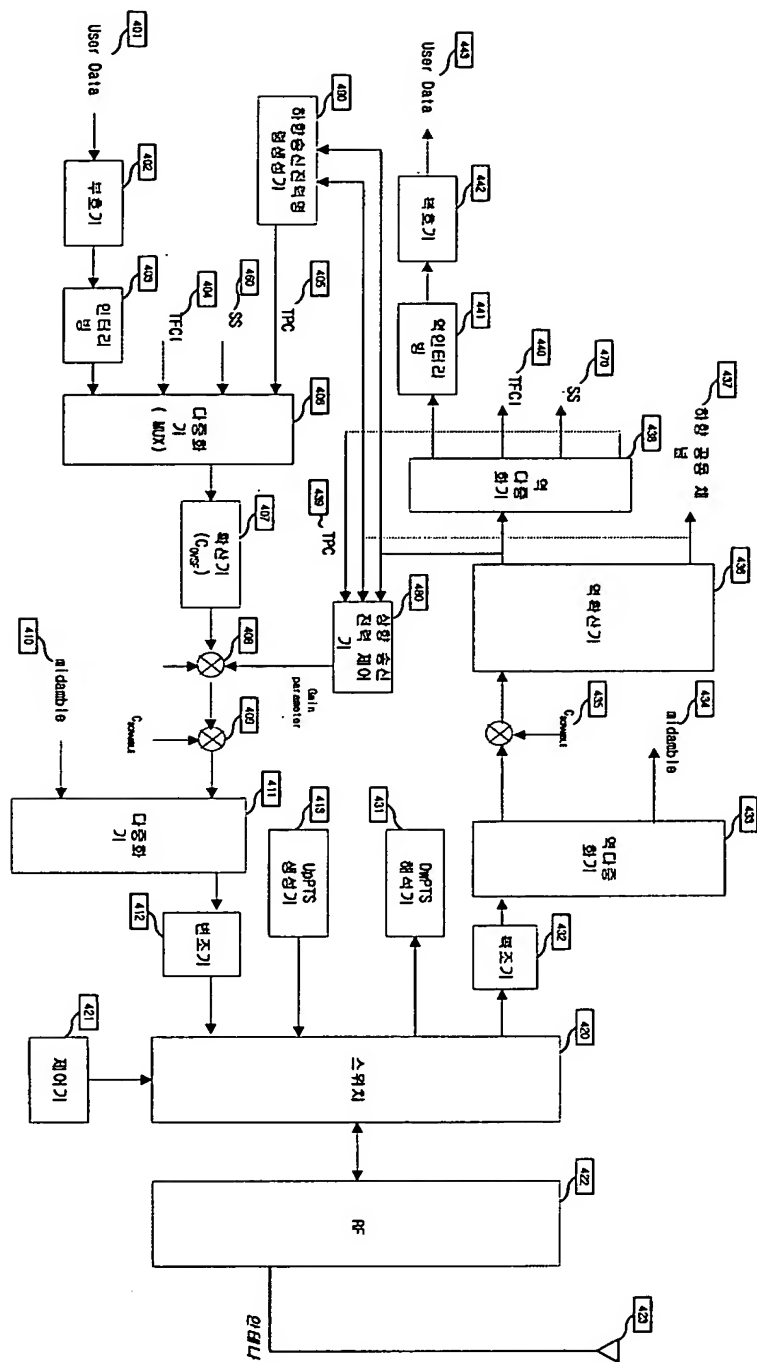 401
User Data
402
부호기
403
인터리
빙
404
TFCI
460
SS
405
TPC
490
하향송신전력명
령생성기
406
다중화
기
( MUX)
407
확산기
(COVSF)
408
Gain
parameter
409
CSCRAMBLE
410
midamble
411
다중화
기
412
변조기
413
UpPTS
생성기
421
제어기
420
스위치
422
RF
안테나
423
431
DwPTS
해석기
432
복조기
433
역다중
화기
434
midamble
435
CSCRAMBLE
436
역확산기
437
하향 공용 채
널
438
역
다중
화기
439
TPC
480
상향 송신
전력 제어
기
470
SS
440
TFCI
441
역인터리
빙
442
복호기
443
User Data